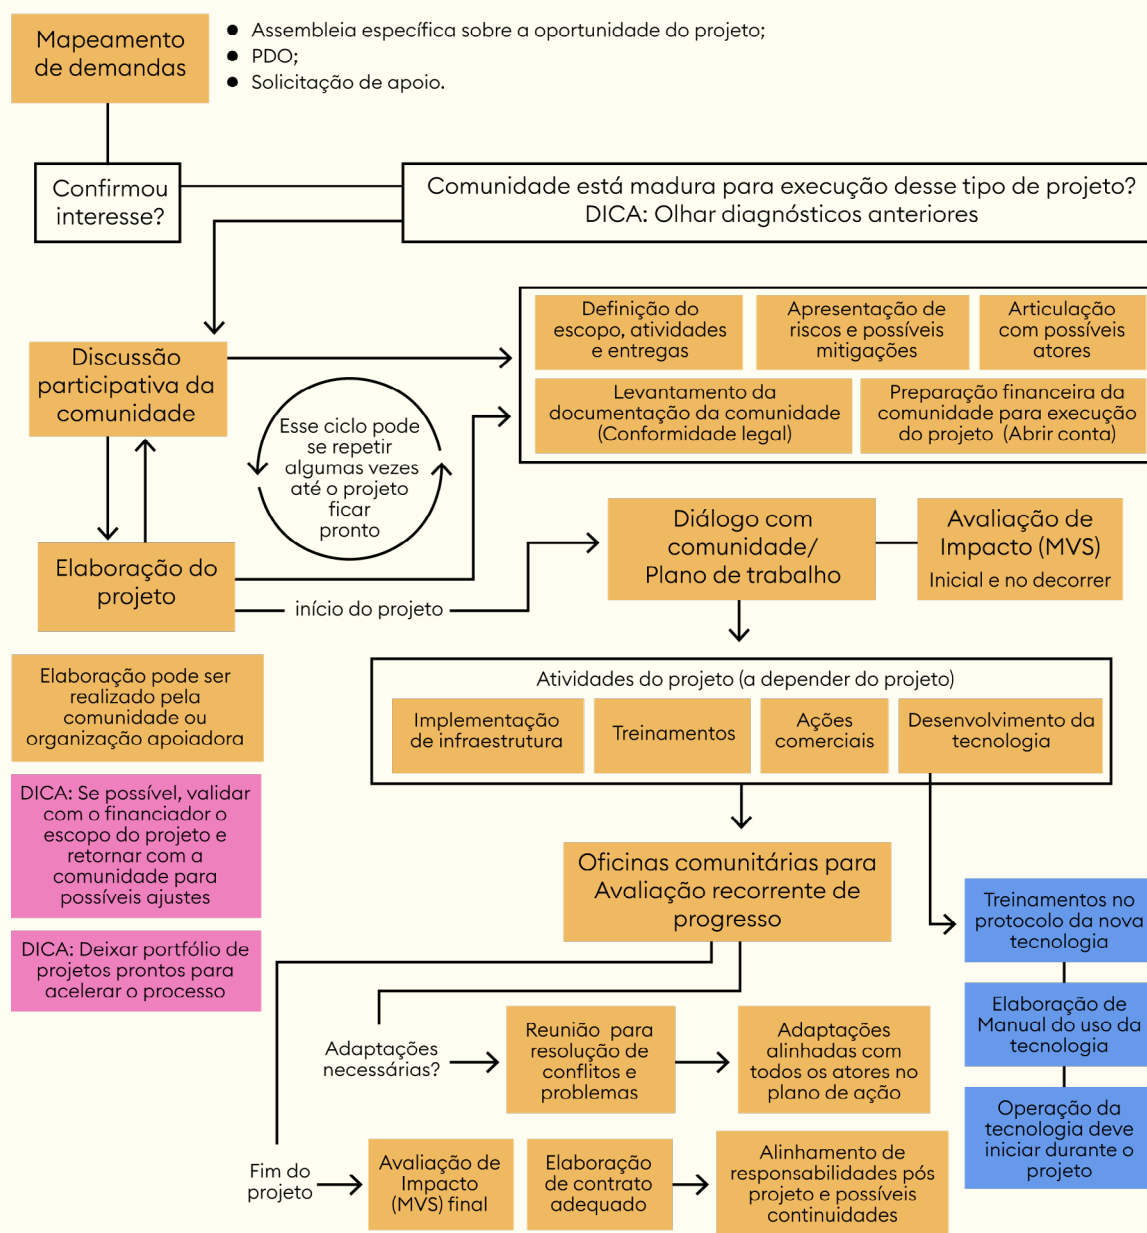 Mapeamento
de demandas
● Assembleia específica sobre a oportunidade do projeto;
● PDO;
● Solicitação de apoio.
Confirmou
interesse?
Comunidade está madura para execução desse tipo de projeto?
DICA: Olhar diagnósticos anteriores
Discussão
participativa da
comunidade
Definição do
escopo, atividades
e entregas
Apresentação de
riscos e possíveis
mitigações
Articulação
com possíveis
atores
Levantamento da
documentação da comunidade
(Conformidade legal)
Preparação financeira da
comunidade para execução
do projeto (Abrir conta)
Esse ciclo pode
se repetir
algumas vezes
até o projeto
ficar
pronto
Elaboração do
projeto
início do projeto
Diálogo com
comunidade/
Plano de trabalho
Avaliação de
Impacto (MVS)
Inicial e no decorrer
Elaboração pode ser
realizado pela
comunidade ou
organização apoiadora
DICA: Se possível, validar
com o financiador o
escopo do projeto e
retornar com a
comunidade para
possíveis ajustes
DICA: Deixar portfólio de
projetos prontos para
acelerar o processo
Atividades do projeto (a depender do projeto)
Implementação
de infraestrutura
Treinamentos
Ações
comerciais
Desenvolvimento da
tecnologia
Oficinas comunitárias para
Avaliação recorrente de
progresso
Treinamentos no
protocolo da nova
tecnologia
Elaboração de
Manual do uso da
tecnologia
Operação da
tecnologia deve
iniciar durante o
projeto
Adaptações
necessárias?
Reunião para
resolução de
conflitos e
problemas
Adaptações
alinhadas com
todos os atores no
plano de ação
Fim do
projeto
Avaliação de
Impacto
(MVS) final
Elaboração
de contrato
adequado
Alinhamento de
responsabilidades pós
projeto e possíveis
continuidades